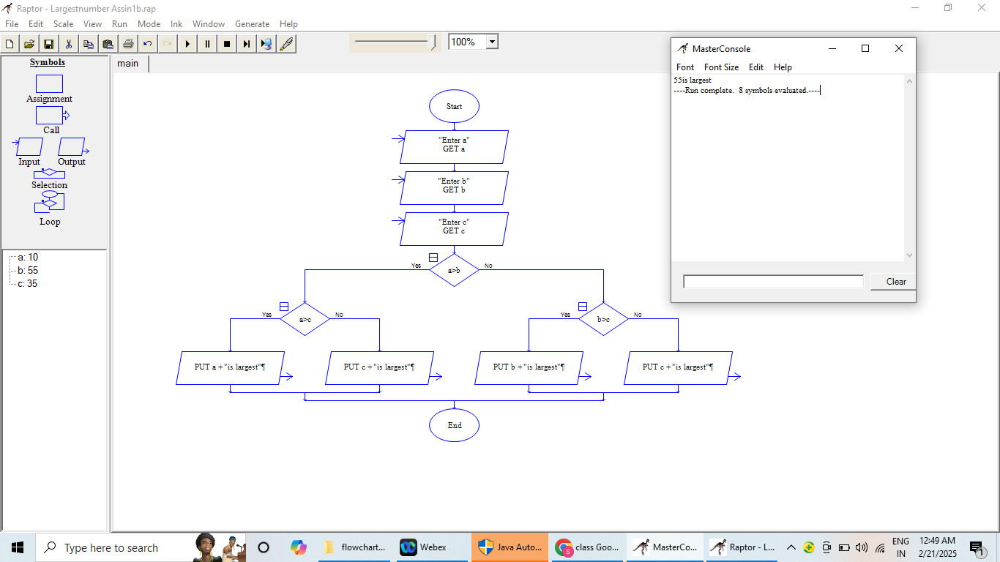 Raptor - Largestnumber Assin1b.rap
File Edit Scale View Run Mode Ink Window Generate Help
100%
Symbols
Assignment
Call
Input Output
Selection
Loop
a: 10
b: 55
c: 35
main
Start
"Enter a"
GET a
"Enter b"
GET b
"Enter c"
GET c
Yes a>b No
Yes a>c No
Yes b>c No
PUT a +"is largest"¶
PUT c +"is largest"¶
PUT b +"is largest"¶
PUT c +"is largest"¶
End
MasterConsole
Font Font Size Edit Help
55is largest
----Run complete. 8 symbols evaluated.----
Clear
Type here to search
flowchart...
Webex
Java Auto...
S
class Goo...
MasterCo...
Raptor - L...
ENG
IN
12:49 AM
2/21/2025
1